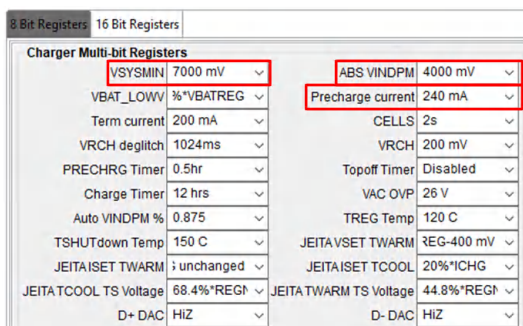 8 Bit Registers 16 Bit Registers
Charger Multi-bit Registers
VSYSMIN 7000 mV ABS VINDPM 4000 mV
VBAT_LOWV %*VBATREG Precharge current 240 mA
Term current 200 mA CELLS 2s
VRCH deglitch 1024ms VRCH 200 mV
PRECHRG Timer 0.5hr Topoff Timer Disabled
Charge Timer 12 hrs VAC OVP 26 V
Auto VINDPM % 0.875 TREG Temp 120 C
TSHUTdown Temp 150 C JEITA VSET TWARM REG-400 mV
JEITA ISET TWARM unchanged JEITA ISET TCOOL 20%*ICHG
JEITA TCOOL TS Voltage 68.4%*REGN JEITA TWARM TS Voltage 44.8%*REGN
D+ DAC HiZ D- DAC HiZ